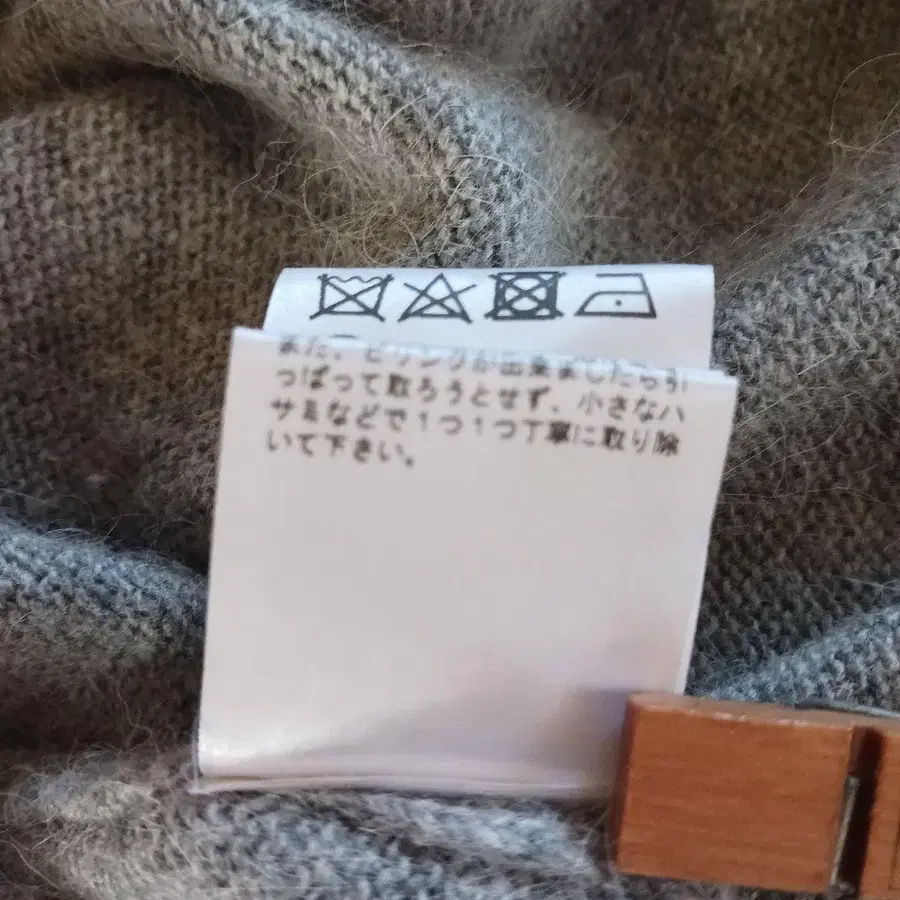 また、ピリングが出来ましたら引
っぱって取ろうとせず、小さなハ
サミなどで1つ1つ丁寧に取り除
いて下さい。